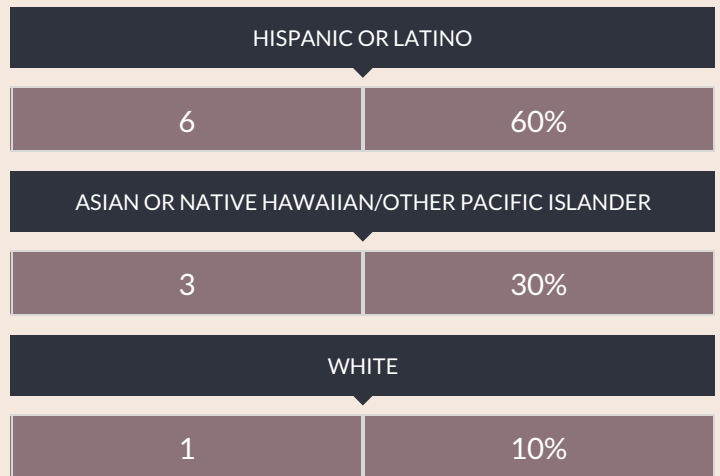 HISPANIC OR LATINO
6 60%
ASIAN OR NATIVE HAWAIIAN/OTHER PACIFIC ISLANDER
3 30%
WHITE
1 10%